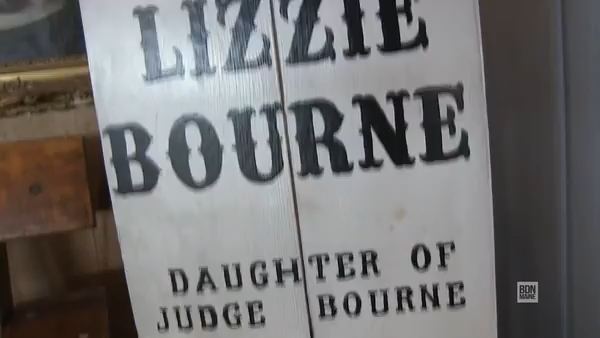 LIZZIE
BOURNE
DAUGHTER OF
JUDGE BOURNE
BDN
MAINE